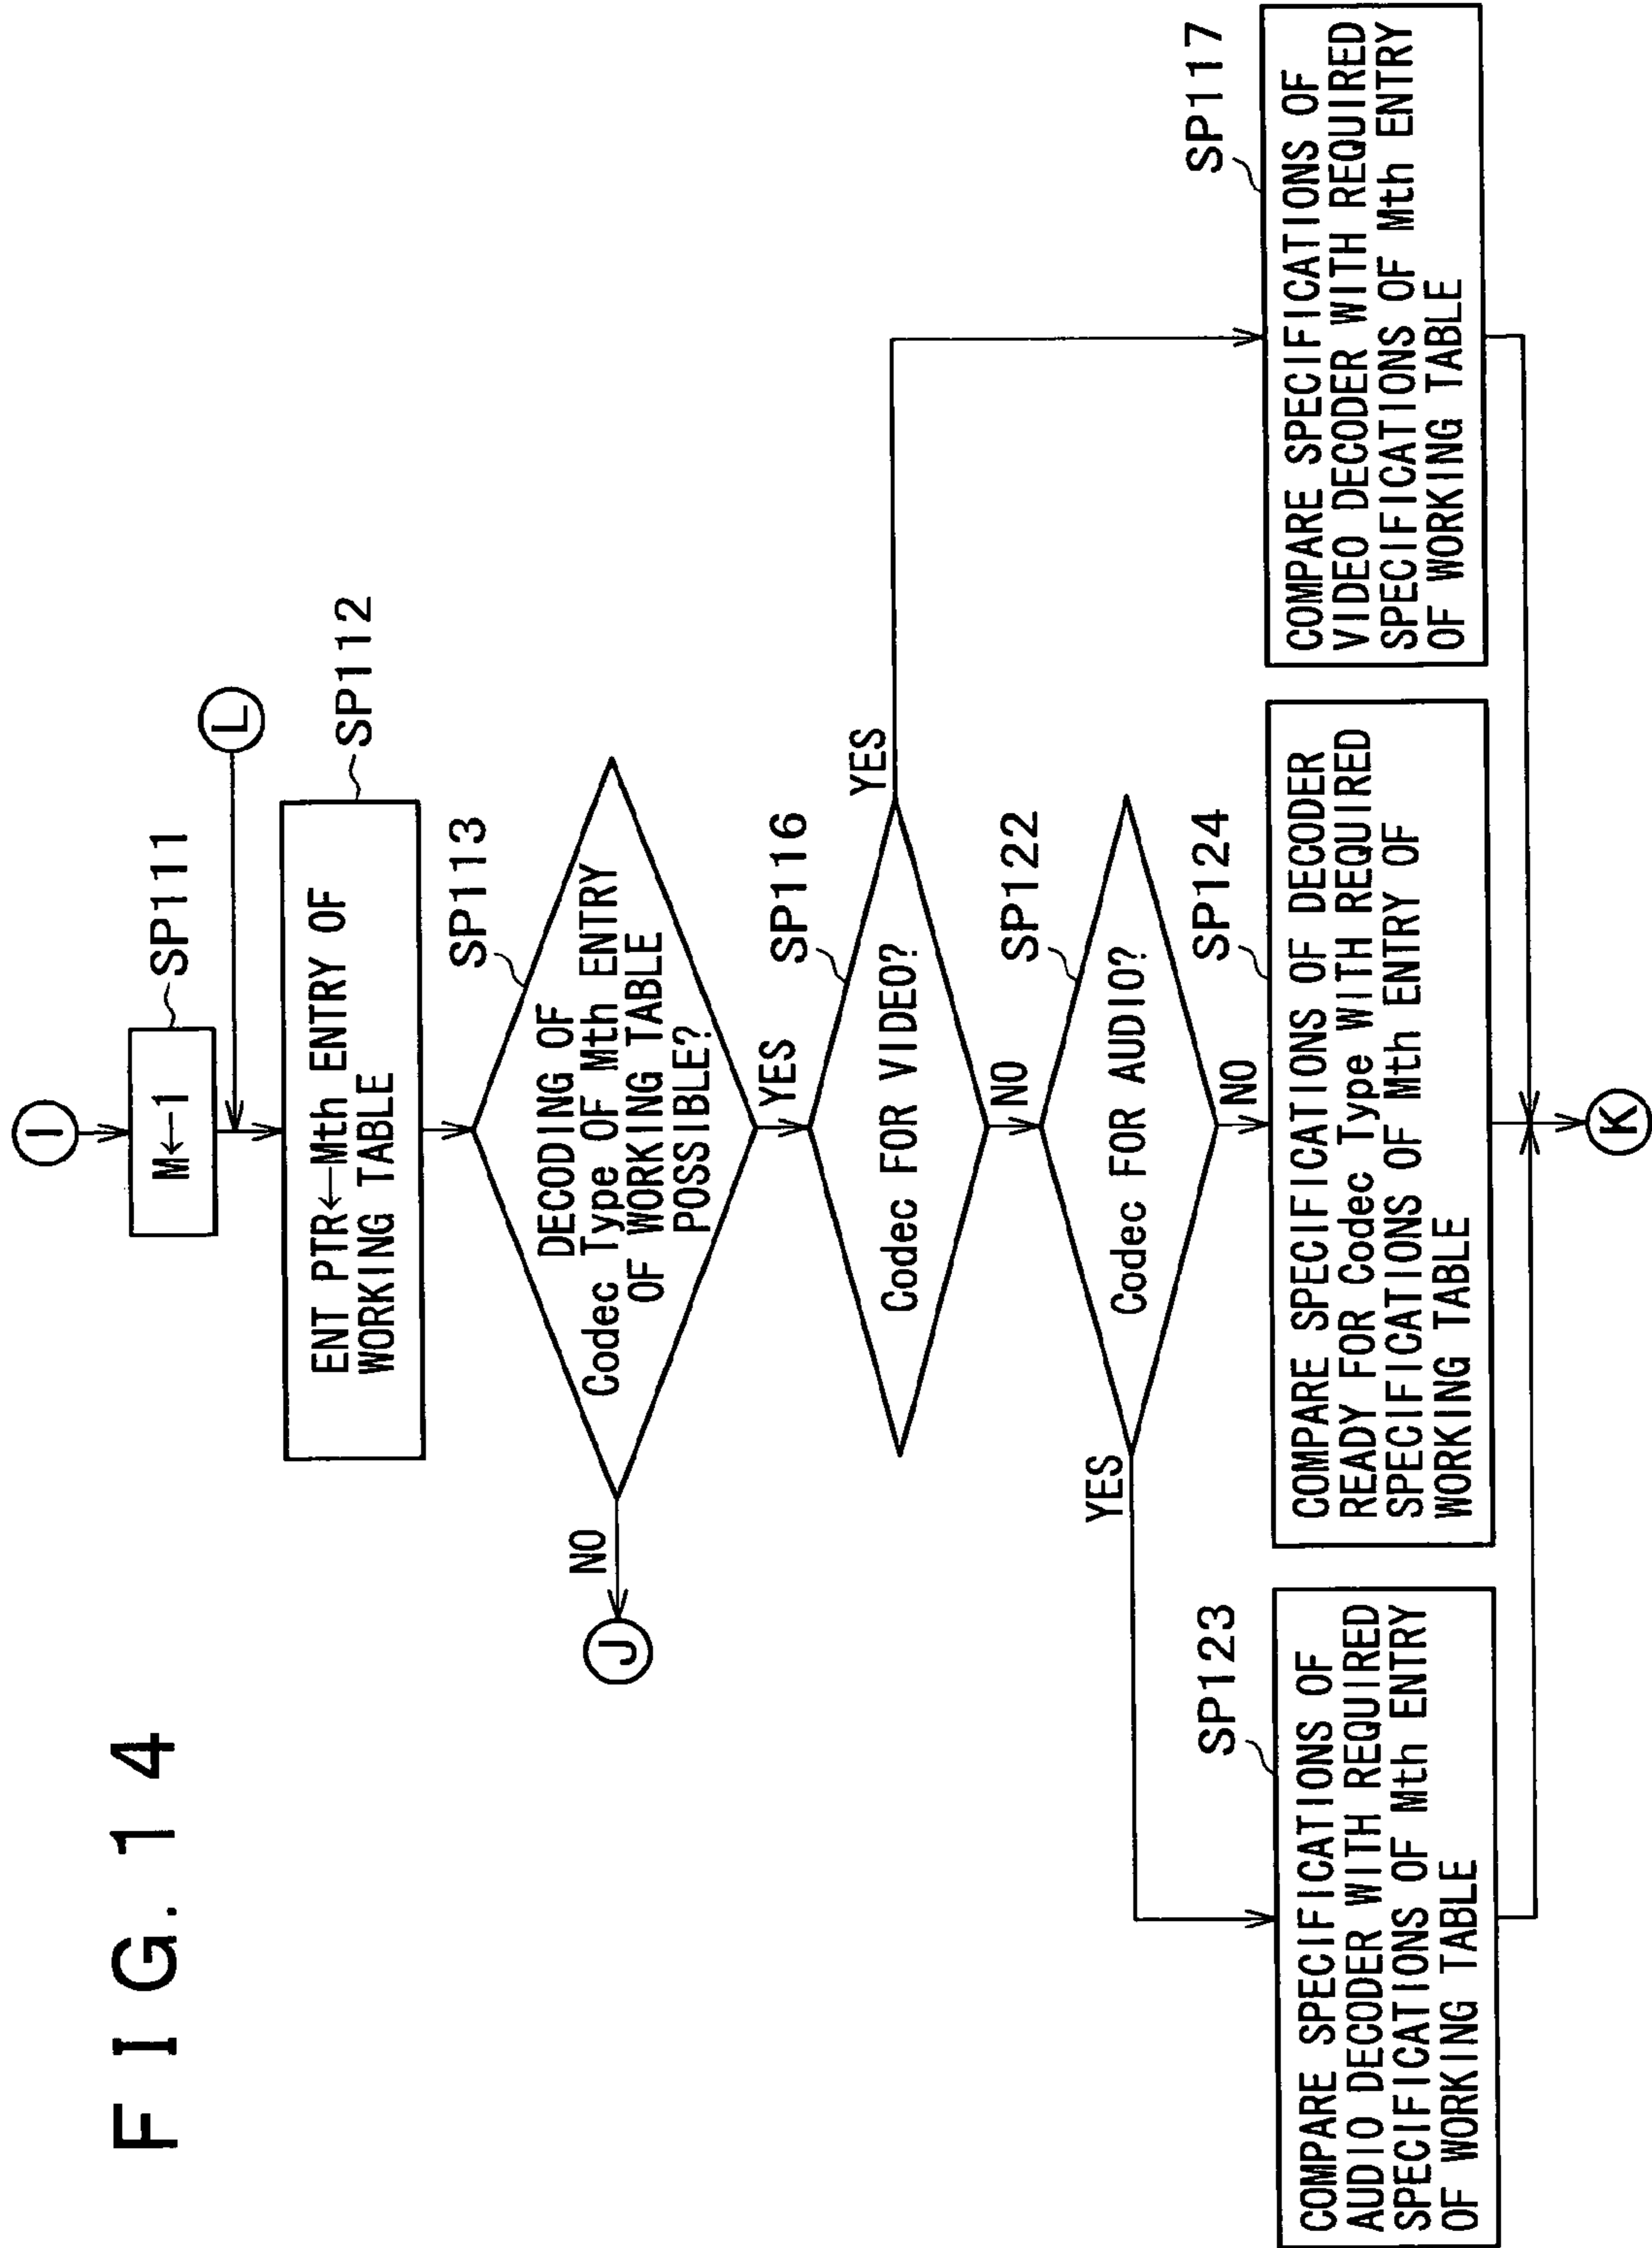 FIG. 14
I
M←1
SP111
L
ENT PTR←Mth ENTRY OF
WORKING TABLE
SP112
DECODING OF
Codec Type OF Mth ENTRY
OF WORKING TABLE
POSSIBLE?
SP113
NO
J
YES
Codec FOR VIDEO?
SP116
YES
NO
Codec FOR AUDIO?
SP122
YES
NO
COMPARE SPECIFICATIONS OF
AUDIO DECODER WITH REQUIRED
SPECIFICATIONS OF Mth ENTRY
OF WORKING TABLE
SP123
COMPARE SPECIFICATIONS OF DECODER
READY FOR Codec Type WITH REQUIRED
SPECIFICATIONS OF Mth ENTRY OF
WORKING TABLE
SP124
COMPARE SPECIFICATIONS OF
VIDEO DECODER WITH REQUIRED
SPECIFICATIONS OF Mth ENTRY
OF WORKING TABLE
SP117
K